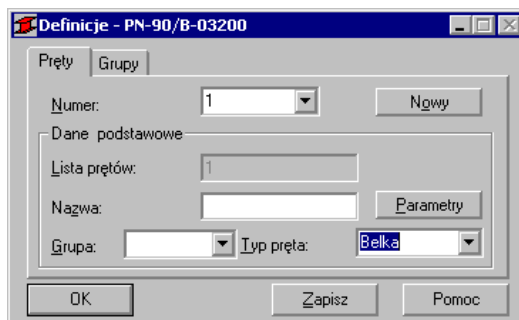 Definicje - PN-90/B-03200
Pręty Grupy
Numer: 1 Nowy
Dane podstawowe
Lista prętów: 1
Nazwa: Parametry
Grupa: Typ pręta: Belka
OK Zapisz Pomoc